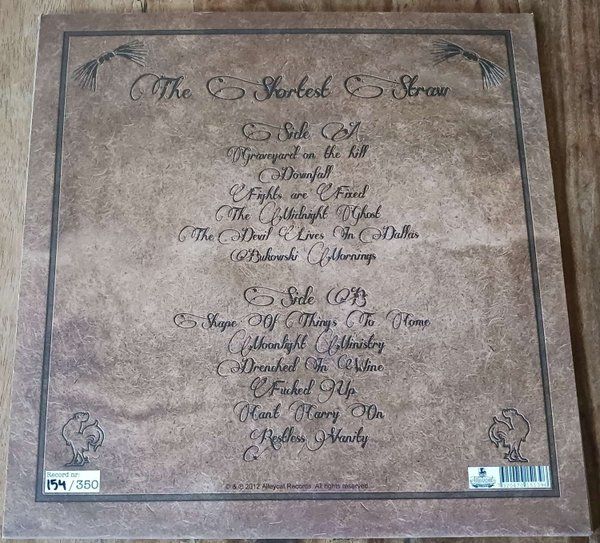 The Shortest Straw
Side A
Graveyard on the hill
Downfall
Fights are Fixed
The Midnight Ghost
The Devil Lives In Dallas
Bukowski Mornings
Side B
Shape Of Things To Come
Moonlight Ministry
Drenched In Wine
Fucked Up
Cant Carry On
Restless Vanity
Record nr:
154 / 350
© & ℗ 2012 Alleycat Records. All rights reserved.
Alleycat